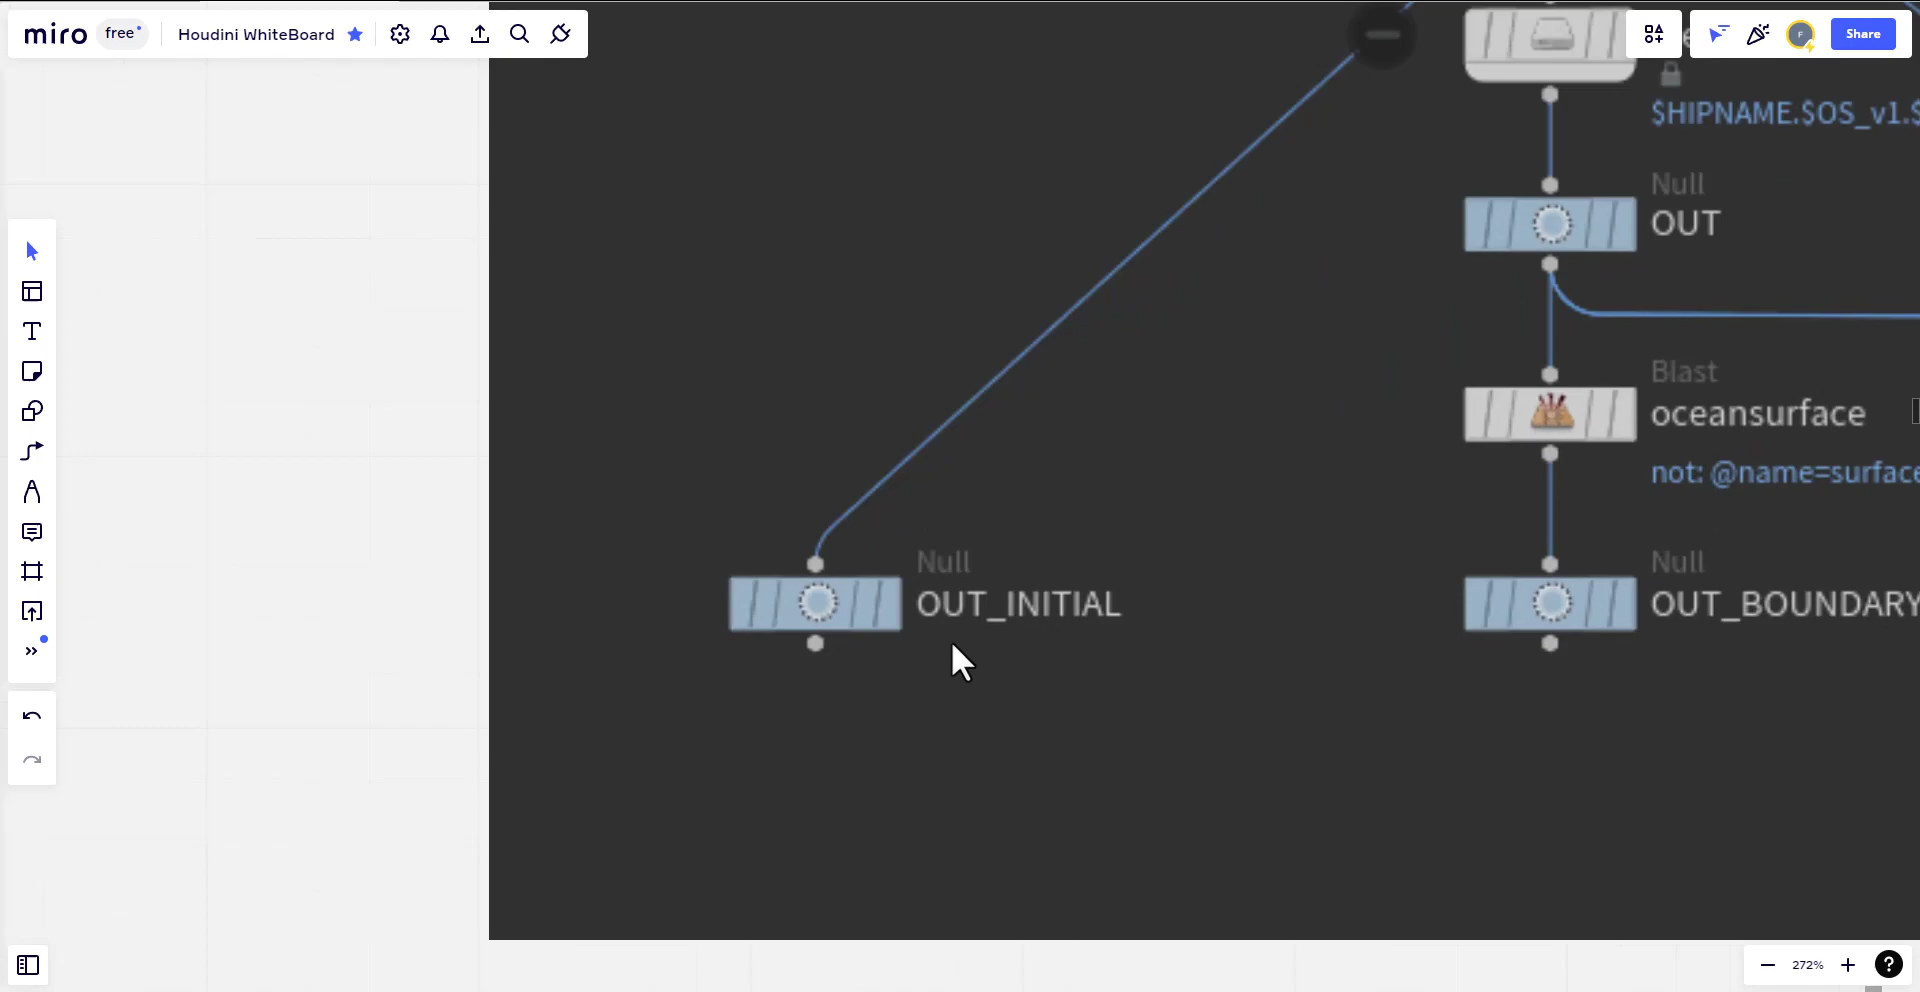 miro
free
Houdini WhiteBoard
F
Share
$HIPNAME.$OS_v1.$
Null
OUT
Blast
oceansurface
not: @name=surface
Null
OUT_INITIAL
Null
OUT_BOUNDARY
272%
?